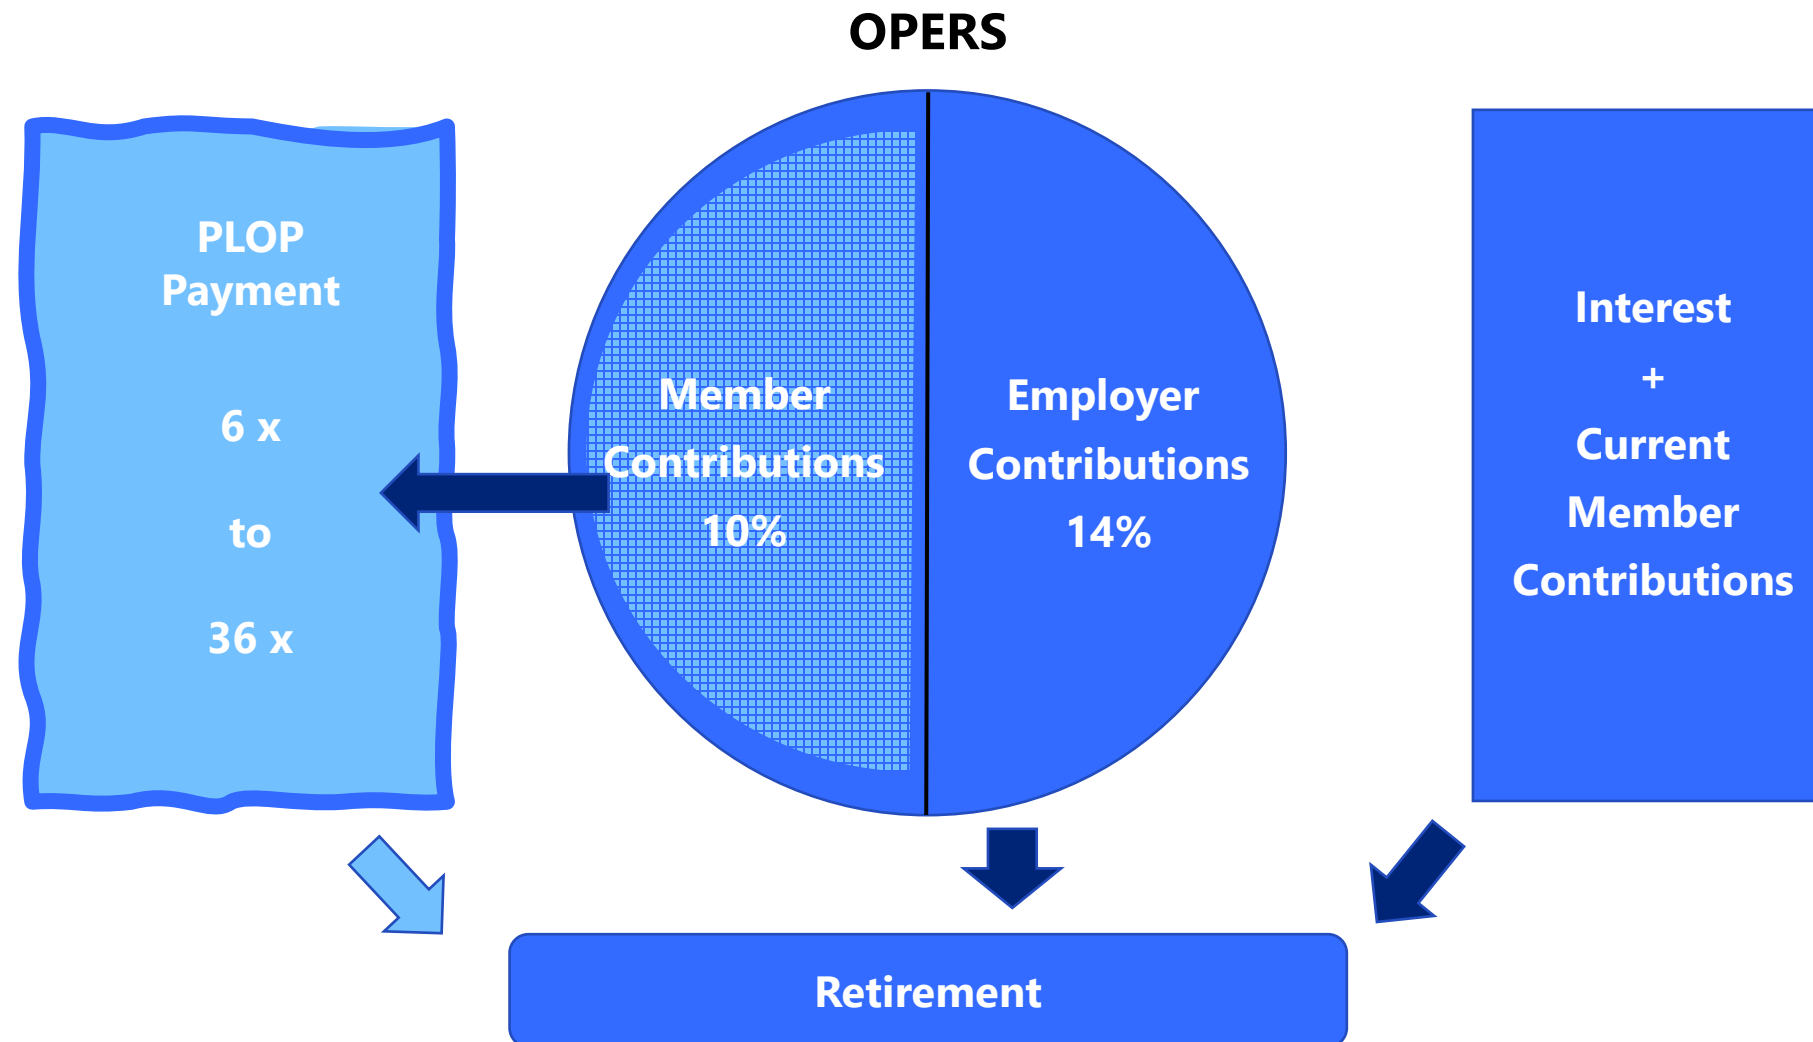 OPERS
PLOP
Payment
6 x
to
36 x
Member
Contributions
10%
Employer
Contributions
14%
Interest
+
Current
Member
Contributions
Retirement